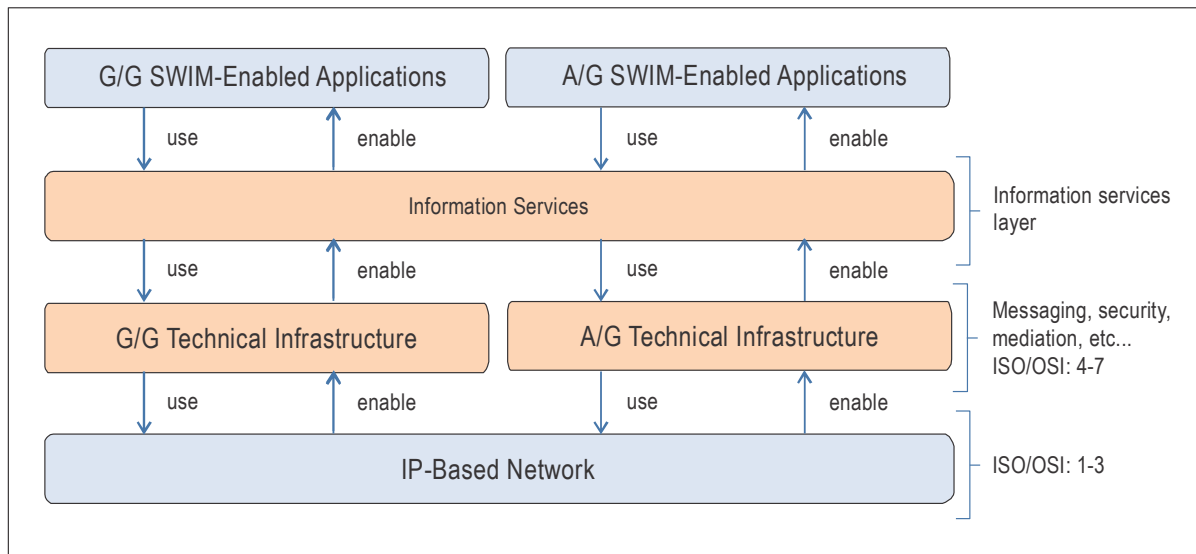 G/G SWIM-Enabled Applications
A/G SWIM-Enabled Applications
use
enable
use
enable
Information Services
Information services
layer
use
enable
use
enable
G/G Technical Infrastructure
A/G Technical Infrastructure
Messaging, security,
mediation, etc...
ISO/OSI: 4-7
use
enable
use
enable
IP-Based Network
ISO/OSI: 1-3